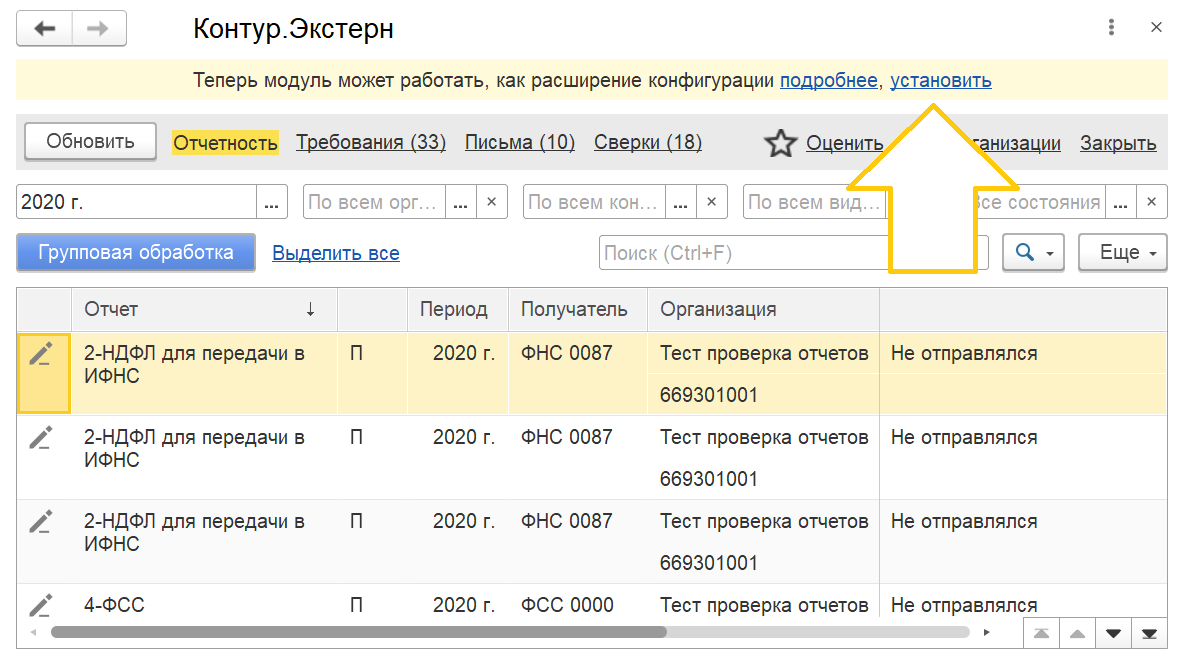 Контур.Экстерн
Теперь модуль может работать, как расширение конфигурации подробнее, установить
Обновить Отчетность Требования (33) Письма (10) Сверки (18) Оценить Закрыть
2020 г. ... По всем орг... ... × По всем кон... ... × По всем вид... состояния ... ×
Групповая обработка Выделить все Поиск (Ctrl+F) Еще
Отчет ↓ Период Получатель Организация
2-НДФЛ для передачи в П 2020 г. ФНС 0087 Тест проверка отчетов Не отправлялся
ИФНС
669301001
2-НДФЛ для передачи в П 2020 г. ФНС 0087 Тест проверка отчетов Не отправлялся
ИФНС
669301001
2-НДФЛ для передачи в П 2020 г. ФНС 0087 Тест проверка отчетов Не отправлялся
ИФНС
669301001
4-ФСС П 2020 г. ФСС 0000 Тест проверка отчетов Не отправлялся